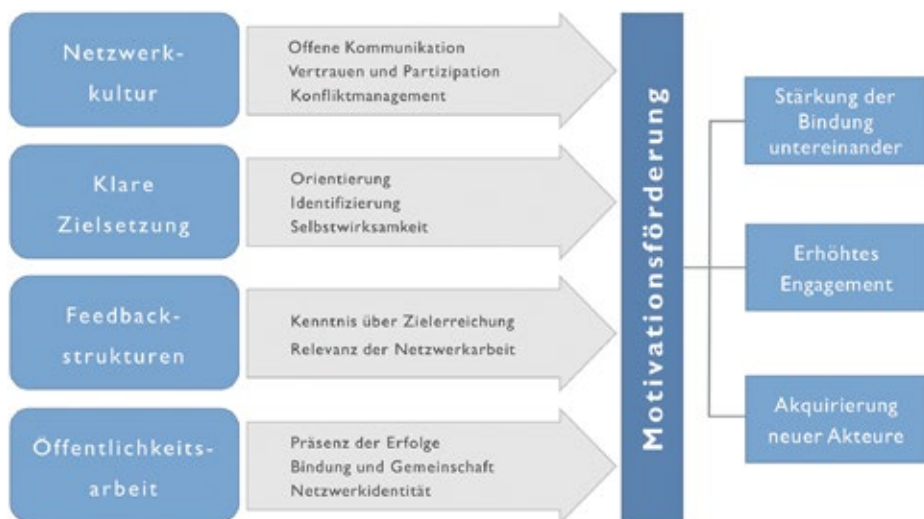 Netzwerk-
kultur
Offene Kommunikation
Vertrauen und Partizipation
Konfliktmanagement
Klare
Zielsetzung
Orientierung
Identifizierung
Selbstwirksamkeit
Feedback-
strukturen
Kenntnis über Zielerreichung
Relevanz der Netzwerkarbeit
Öffentlichkeits-
arbeit
Präsenz der Erfolge
Bindung und Gemeinschaft
Netzwerkidentität
Motivationsförderung
Stärkung der
Bindung
untereinander
Erhöhtes
Engagement
Akquirierung
neuer Akteure